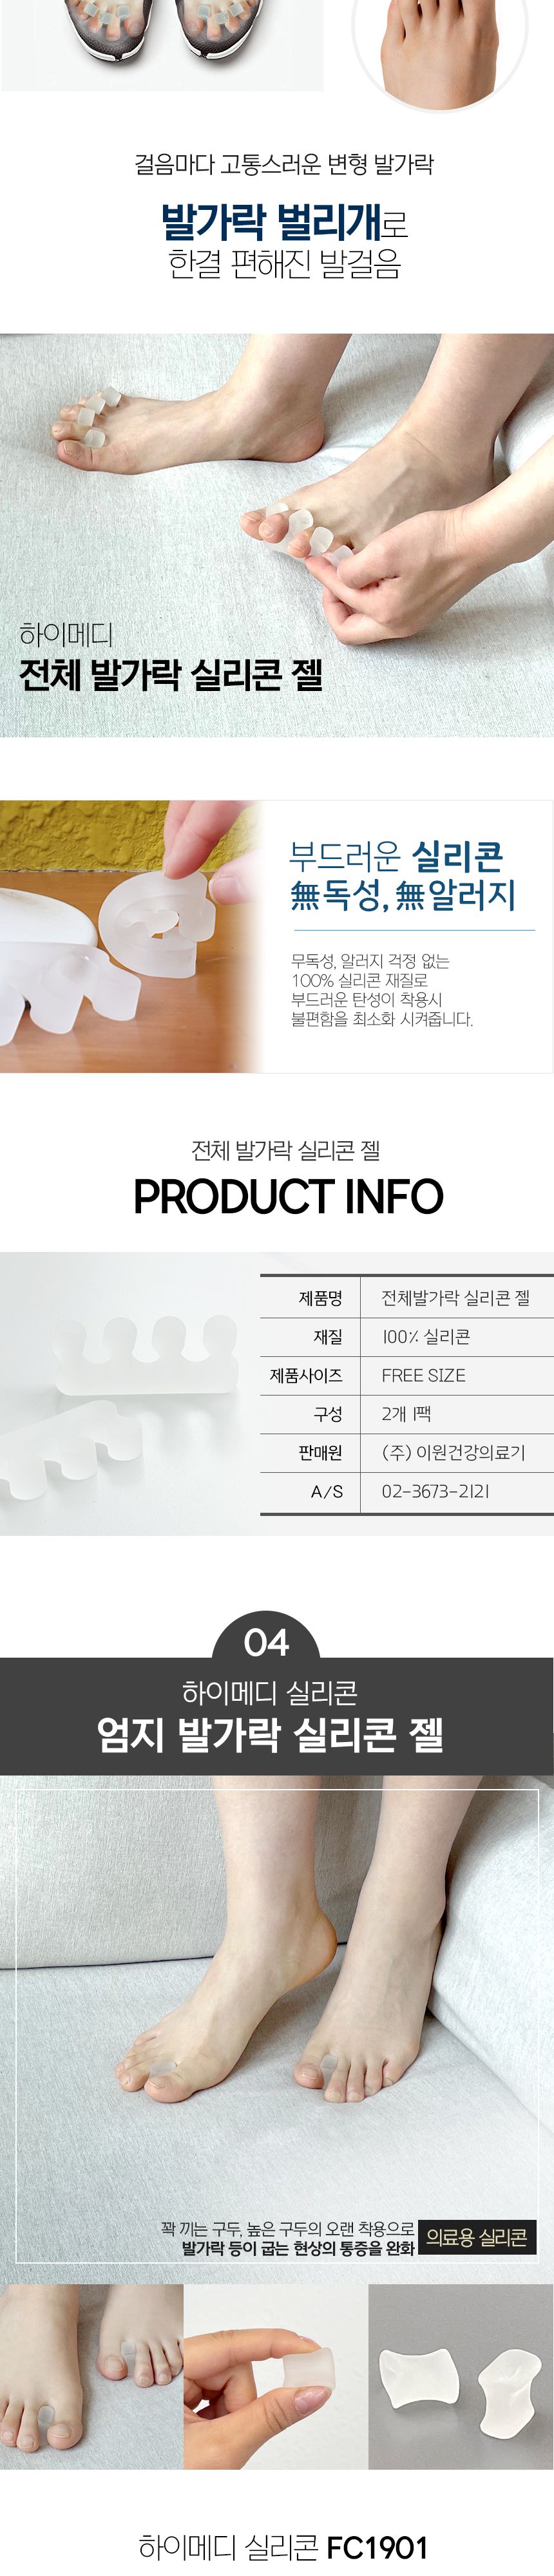 걸음마다 고통스러운 변형 발가락
발가락 벌리개로
한결 편해진 발걸음
하이메디
전체 발가락 실리콘 젤
부드러운 실리콘
無독성, 無알러지
무독성, 알러지 걱정 없는
100% 실리콘 재질로
부드러운 탄성이 착용시
불편함을 최소화 시켜줍니다.
전체 발가락 실리콘 젤
PRODUCT INFO
제품명 전체발가락 실리콘 젤
재질 100% 실리콘
제품사이즈 FREE SIZE
구성 2개 1팩
판매원 (주) 이원건강의료기
A/S 02-3673-2121
04
하이메디 실리콘
엄지 발가락 실리콘 젤
꽉 끼는 구두, 높은 구두의 오랜 착용으로
발가락 등이 굽는 현상의 통증을 완화
의료용 실리콘
하이메디 실리콘 FC1901